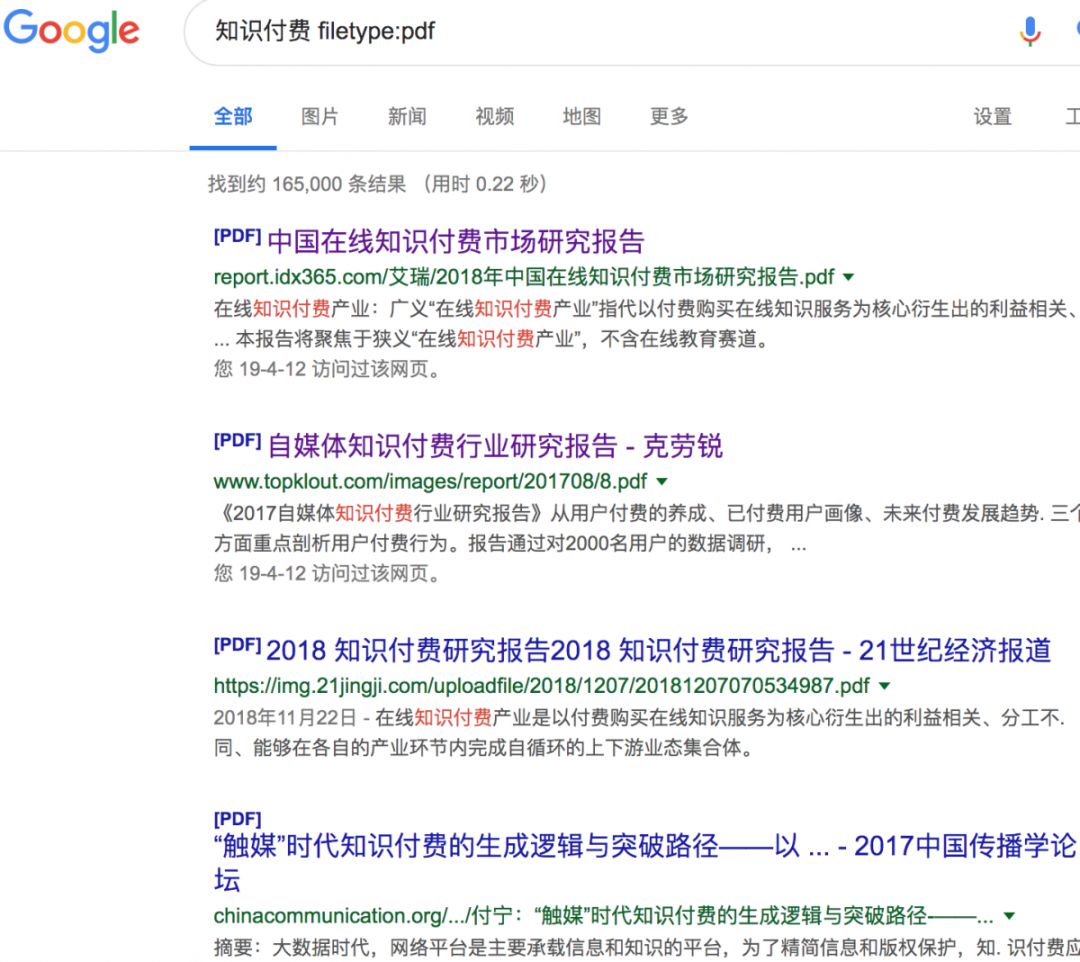 Google
知识付费 filetype:pdf
全部 图片 新闻 视频 地图 更多 设置
找到约 165,000 条结果 （用时 0.22 秒）
[PDF] 中国在线知识付费市场研究报告
report.idx365.com/艾瑞/2018年中国在线知识付费市场研究报告.pdf
在线知识付费产业：广义“在线知识付费产业”指代以付费购买在线知识服务为核心衍生出的利益相关、
... 本报告将聚焦于狭义“在线知识付费产业”，不含在线教育赛道。
您 19-4-12 访问过该网页。
[PDF] 自媒体知识付费行业研究报告 - 克劳锐
www.topklout.com/images/report/201708/8.pdf
《2017自媒体知识付费行业研究报告》从用户付费的养成、已付费用户画像、未来付费发展趋势. 三个
方面重点剖析用户付费行为。报告通过对2000名用户的数据调研， ...
您 19-4-12 访问过该网页。
[PDF] 2018 知识付费研究报告2018 知识付费研究报告 - 21世纪经济报道
https://img.21jingji.com/uploadfile/2018/1207/20181207070534987.pdf
2018年11月22日 - 在线知识付费产业是以付费购买在线知识服务为核心衍生出的利益相关、分工不.
同、能够在各自的产业环节内完成自循环的上下游业态集合体。
[PDF]
“触媒”时代知识付费的生成逻辑与突破路径——以 ... - 2017中国传播学论
坛
chinacommunication.org/.../付宁：“触媒”时代知识付费的生成逻辑与突破路径-——...
摘要：大数据时代，网络平台是主要承载信息和知识的平台，为了精简信息和版权保护，知. 识付费应